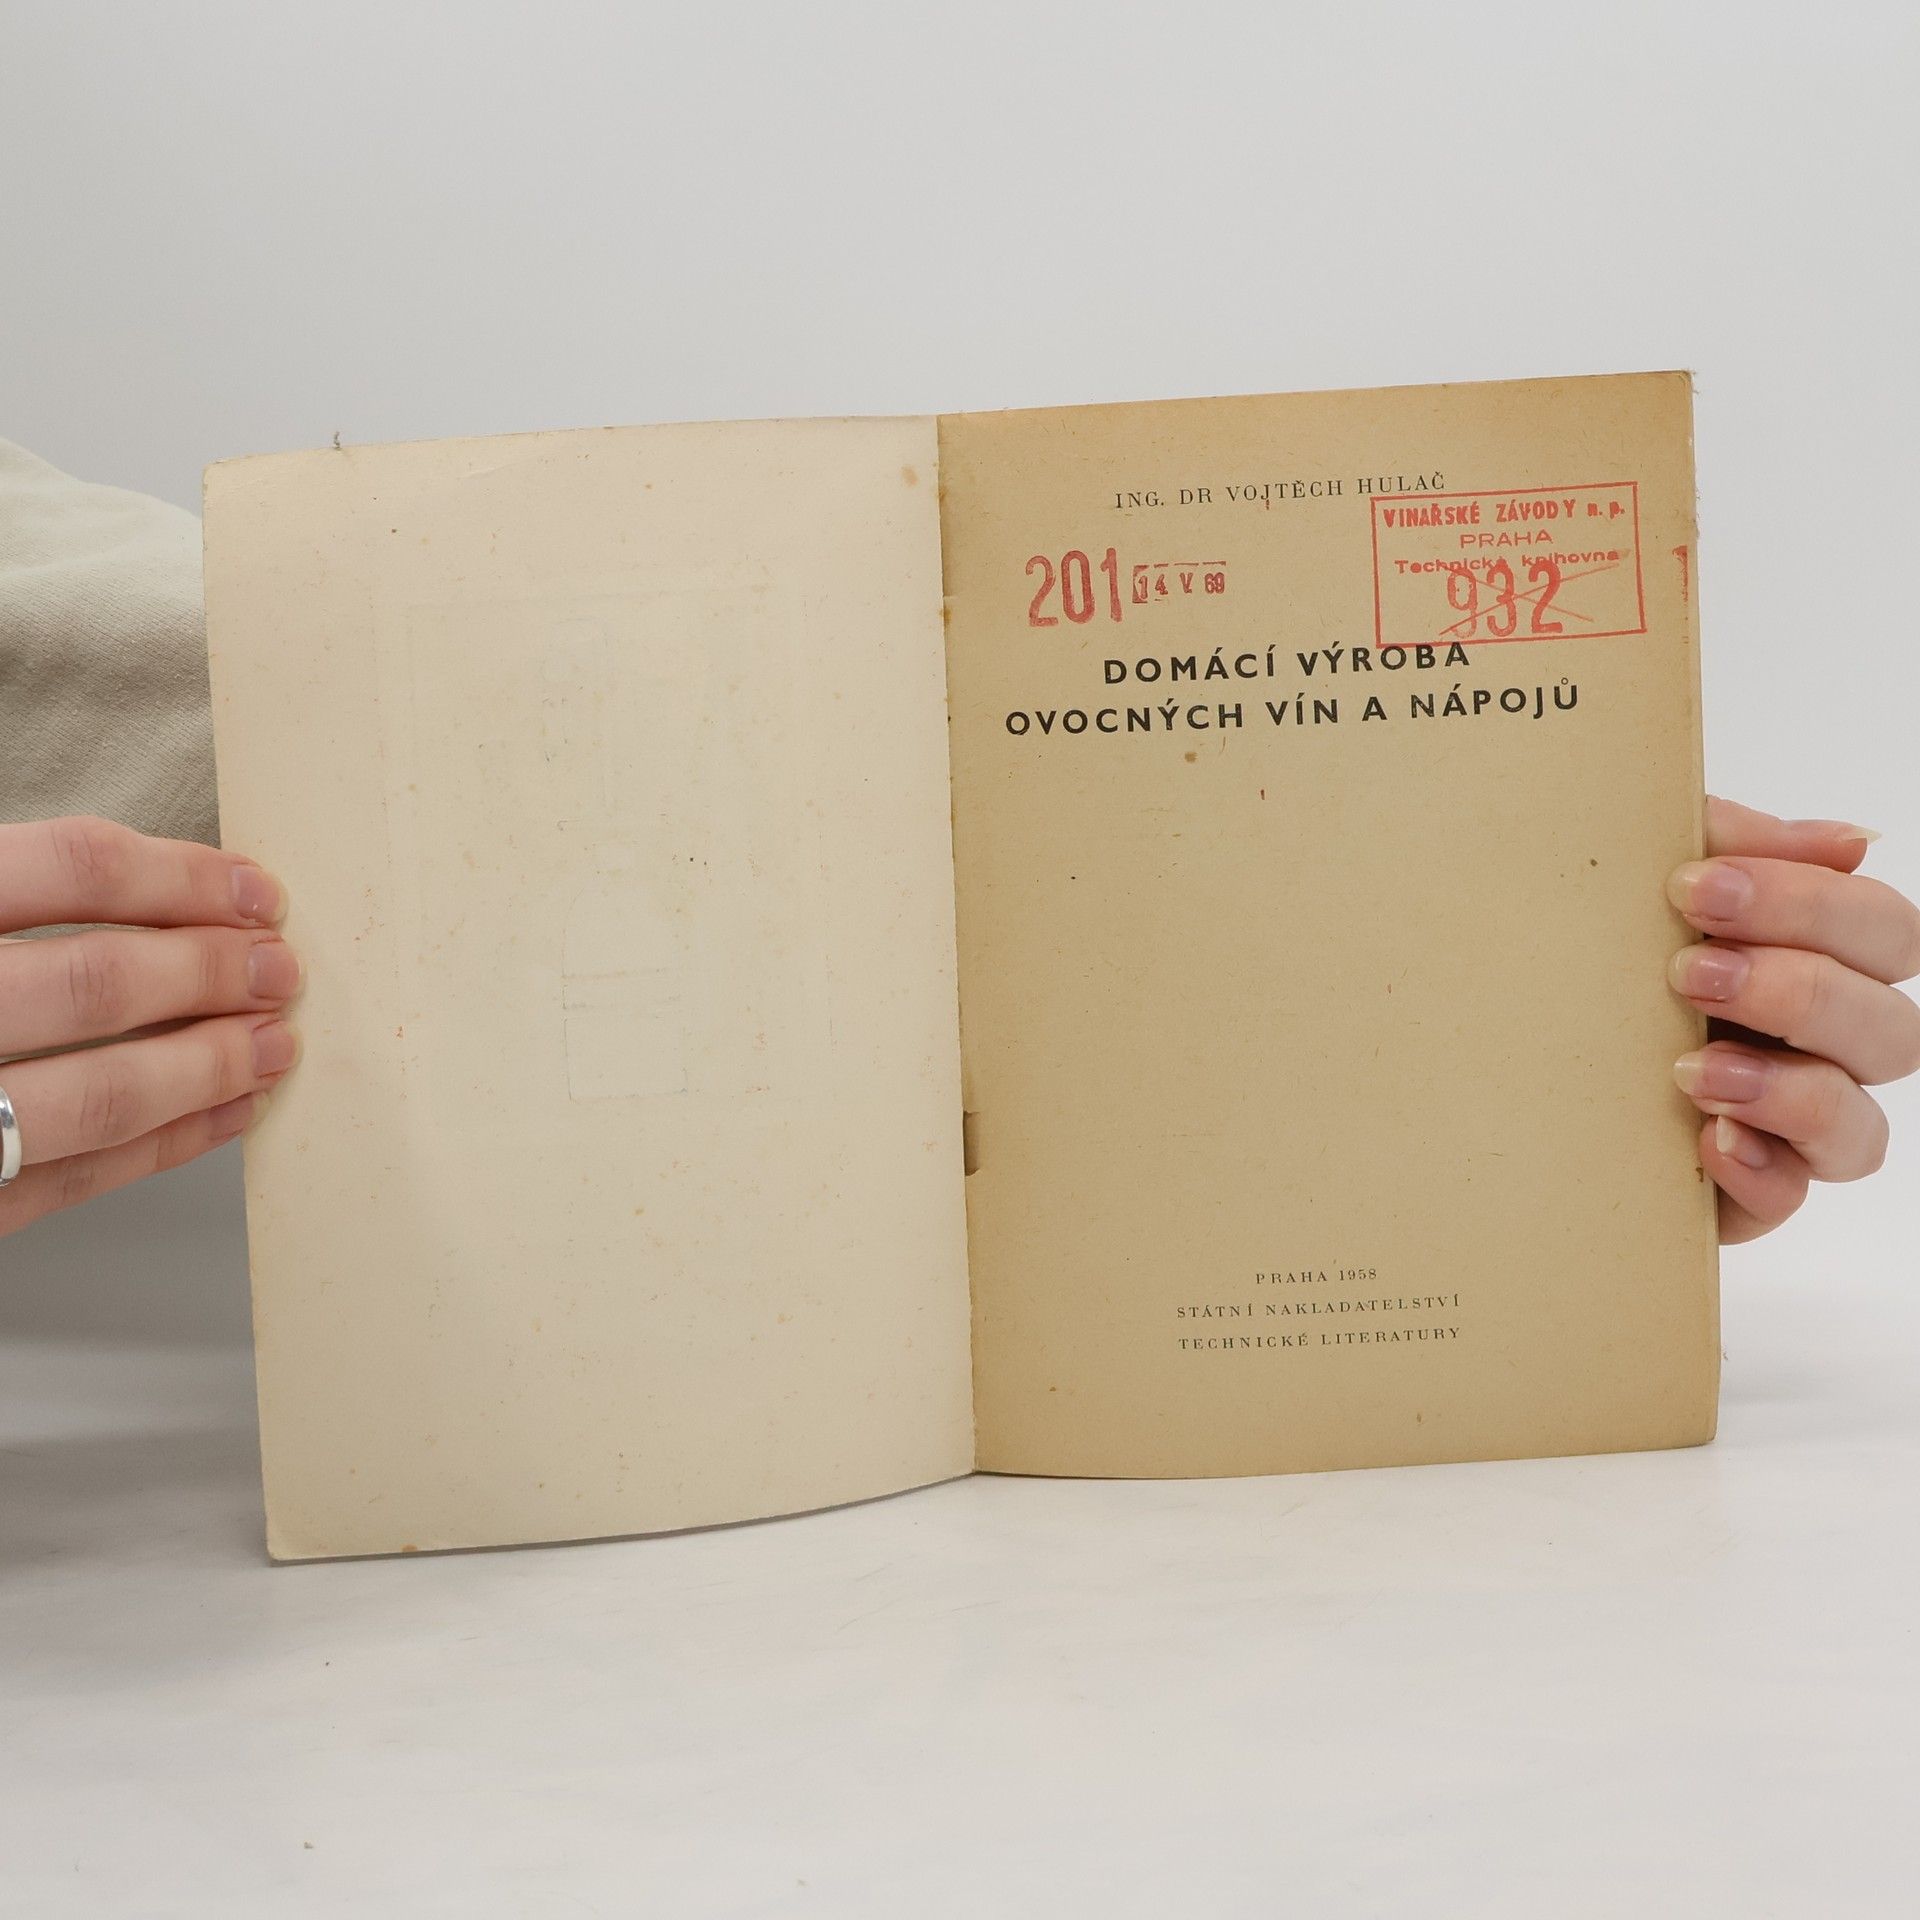 ING. DR VOJTĚCH HULAČ
VINAŘSKÉ ZÁVODY n. p.
PRAHA
Technická knihovna
932
201 14. V. 69
DOMÁCÍ VÝROBA
OVOCNÝCH VÍN A NÁPOJŮ
PRAHA 1958
STÁTNÍ NAKLADATELSTVÍ
TECHNICKÉ LITERATURY